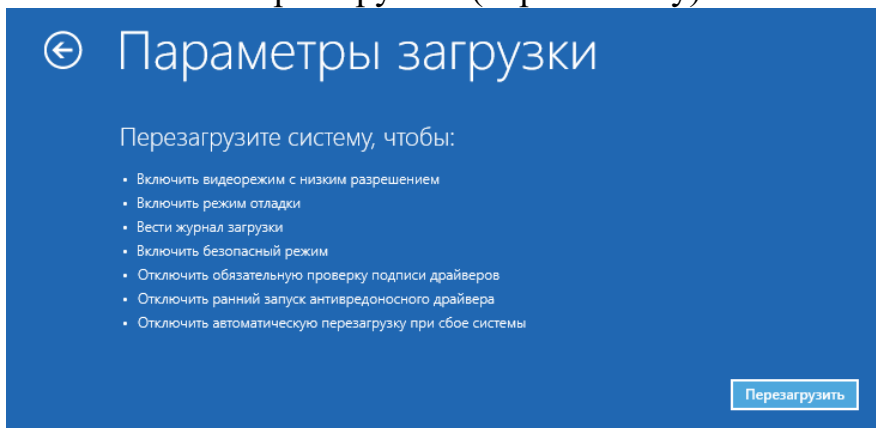 Параметры загрузки
Перезагрузите систему, чтобы:
▪ Включить видеорежим с низким разрешением
▪ Включить режим отладки
▪ Вести журнал загрузки
▪ Включить безопасный режим
▪ Отключить обязательную проверку подписи драйверов
▪ Отключить ранний запуск антивредоносного драйвера
▪ Отключить автоматическую перезагрузку при сбое системы
Перезагрузить